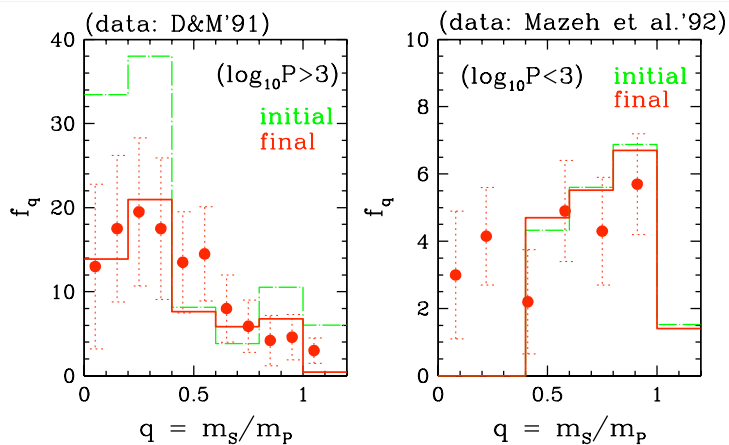 (data: D&M'91)
40
30
20
10
0
f_q
(log₁₀P>3)
initial
final
0
0.5
1
q = m_S/m_P
(data: Mazeh et al.'92)
10
8
6
4
2
0
f_q
(log₁₀P<3)
initial
final
0
0.5
1
q = m_S/m_P